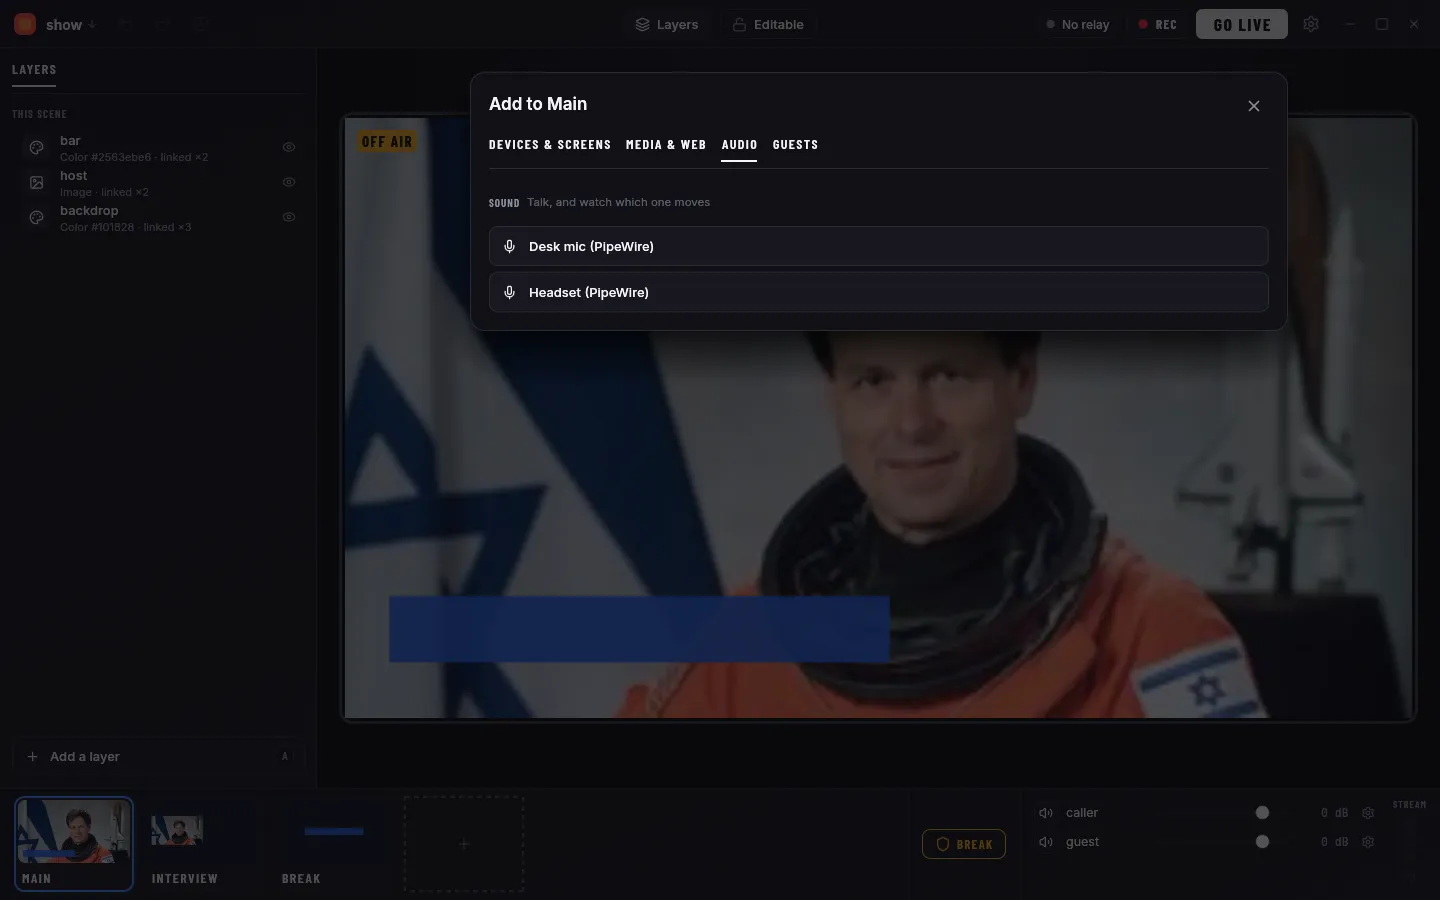 show
Layers
Editable
No relay
REC
GO LIVE
LAYERS
THIS SCENE
bar
Color #2563ebe6 · linked ×2
host
Image · linked ×2
backdrop
Color #101828 · linked ×3
Add a layer
A
OFF AIR
Add to Main
DEVICES & SCREENS
MEDIA & WEB
AUDIO
GUESTS
SOUND Talk, and watch which one moves
Desk mic (PipeWire)
Headset (PipeWire)
MAIN
INTERVIEW
BREAK
BREAK
caller
0 dB
guest
0 dB
STREAM